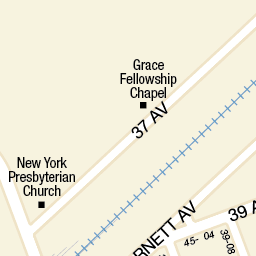 Grace
Fellowship
Chapel
37 AV
New York
Presbyterian
Church
RNETT AV
39 A
45- 04
39-08